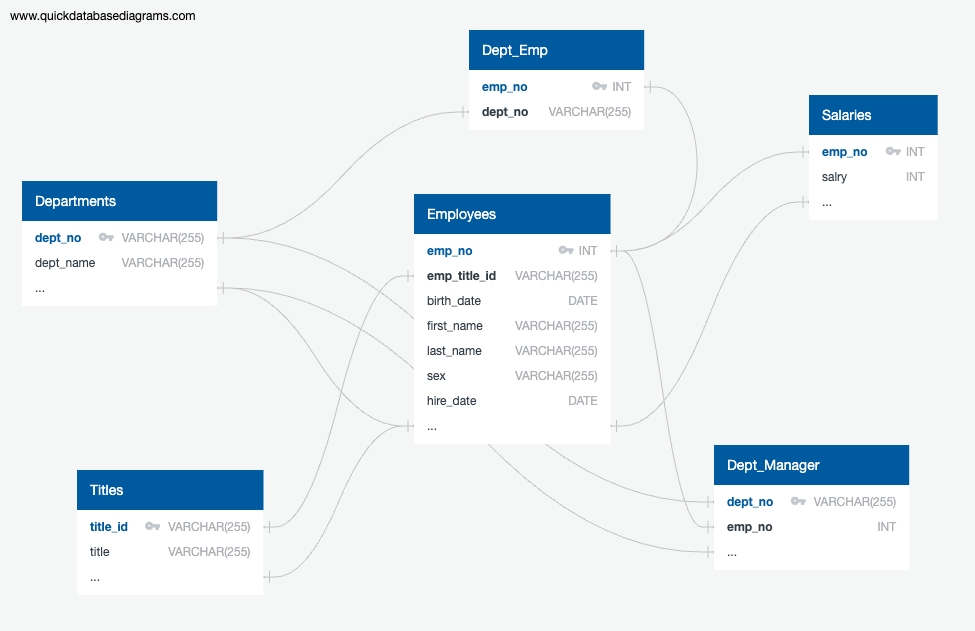 www.quickdatabasediagrams.com
Dept_Emp
emp_no INT
dept_no VARCHAR(255)
Salaries
emp_no INT
salry INT
...
Departments
dept_no VARCHAR(255)
dept_name VARCHAR(255)
...
Employees
emp_no INT
emp_title_id VARCHAR(255)
birth_date DATE
first_name VARCHAR(255)
last_name VARCHAR(255)
sex VARCHAR(255)
hire_date DATE
...
Titles
title_id VARCHAR(255)
title VARCHAR(255)
...
Dept_Manager
dept_no VARCHAR(255)
emp_no INT
...